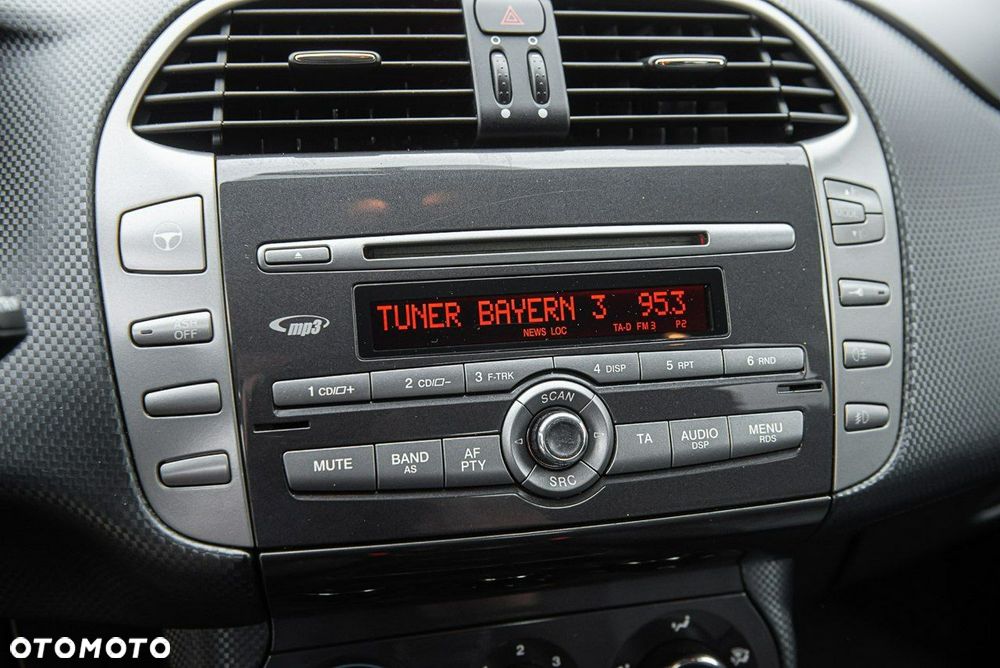 mp3
TUNER BAYERN 3 95.3
NEWS LOC TA-D FM3 P2
1 CD/□+ 2 CD/□- 3 F-TRK 4 DISP 5 RPT 6 RND
ASR
OFF
SCAN
MUTE
BAND
AS
AF
PTY
TA
AUDIO
DSP
MENU
RDS
SRC
2 3
OTOMOTO